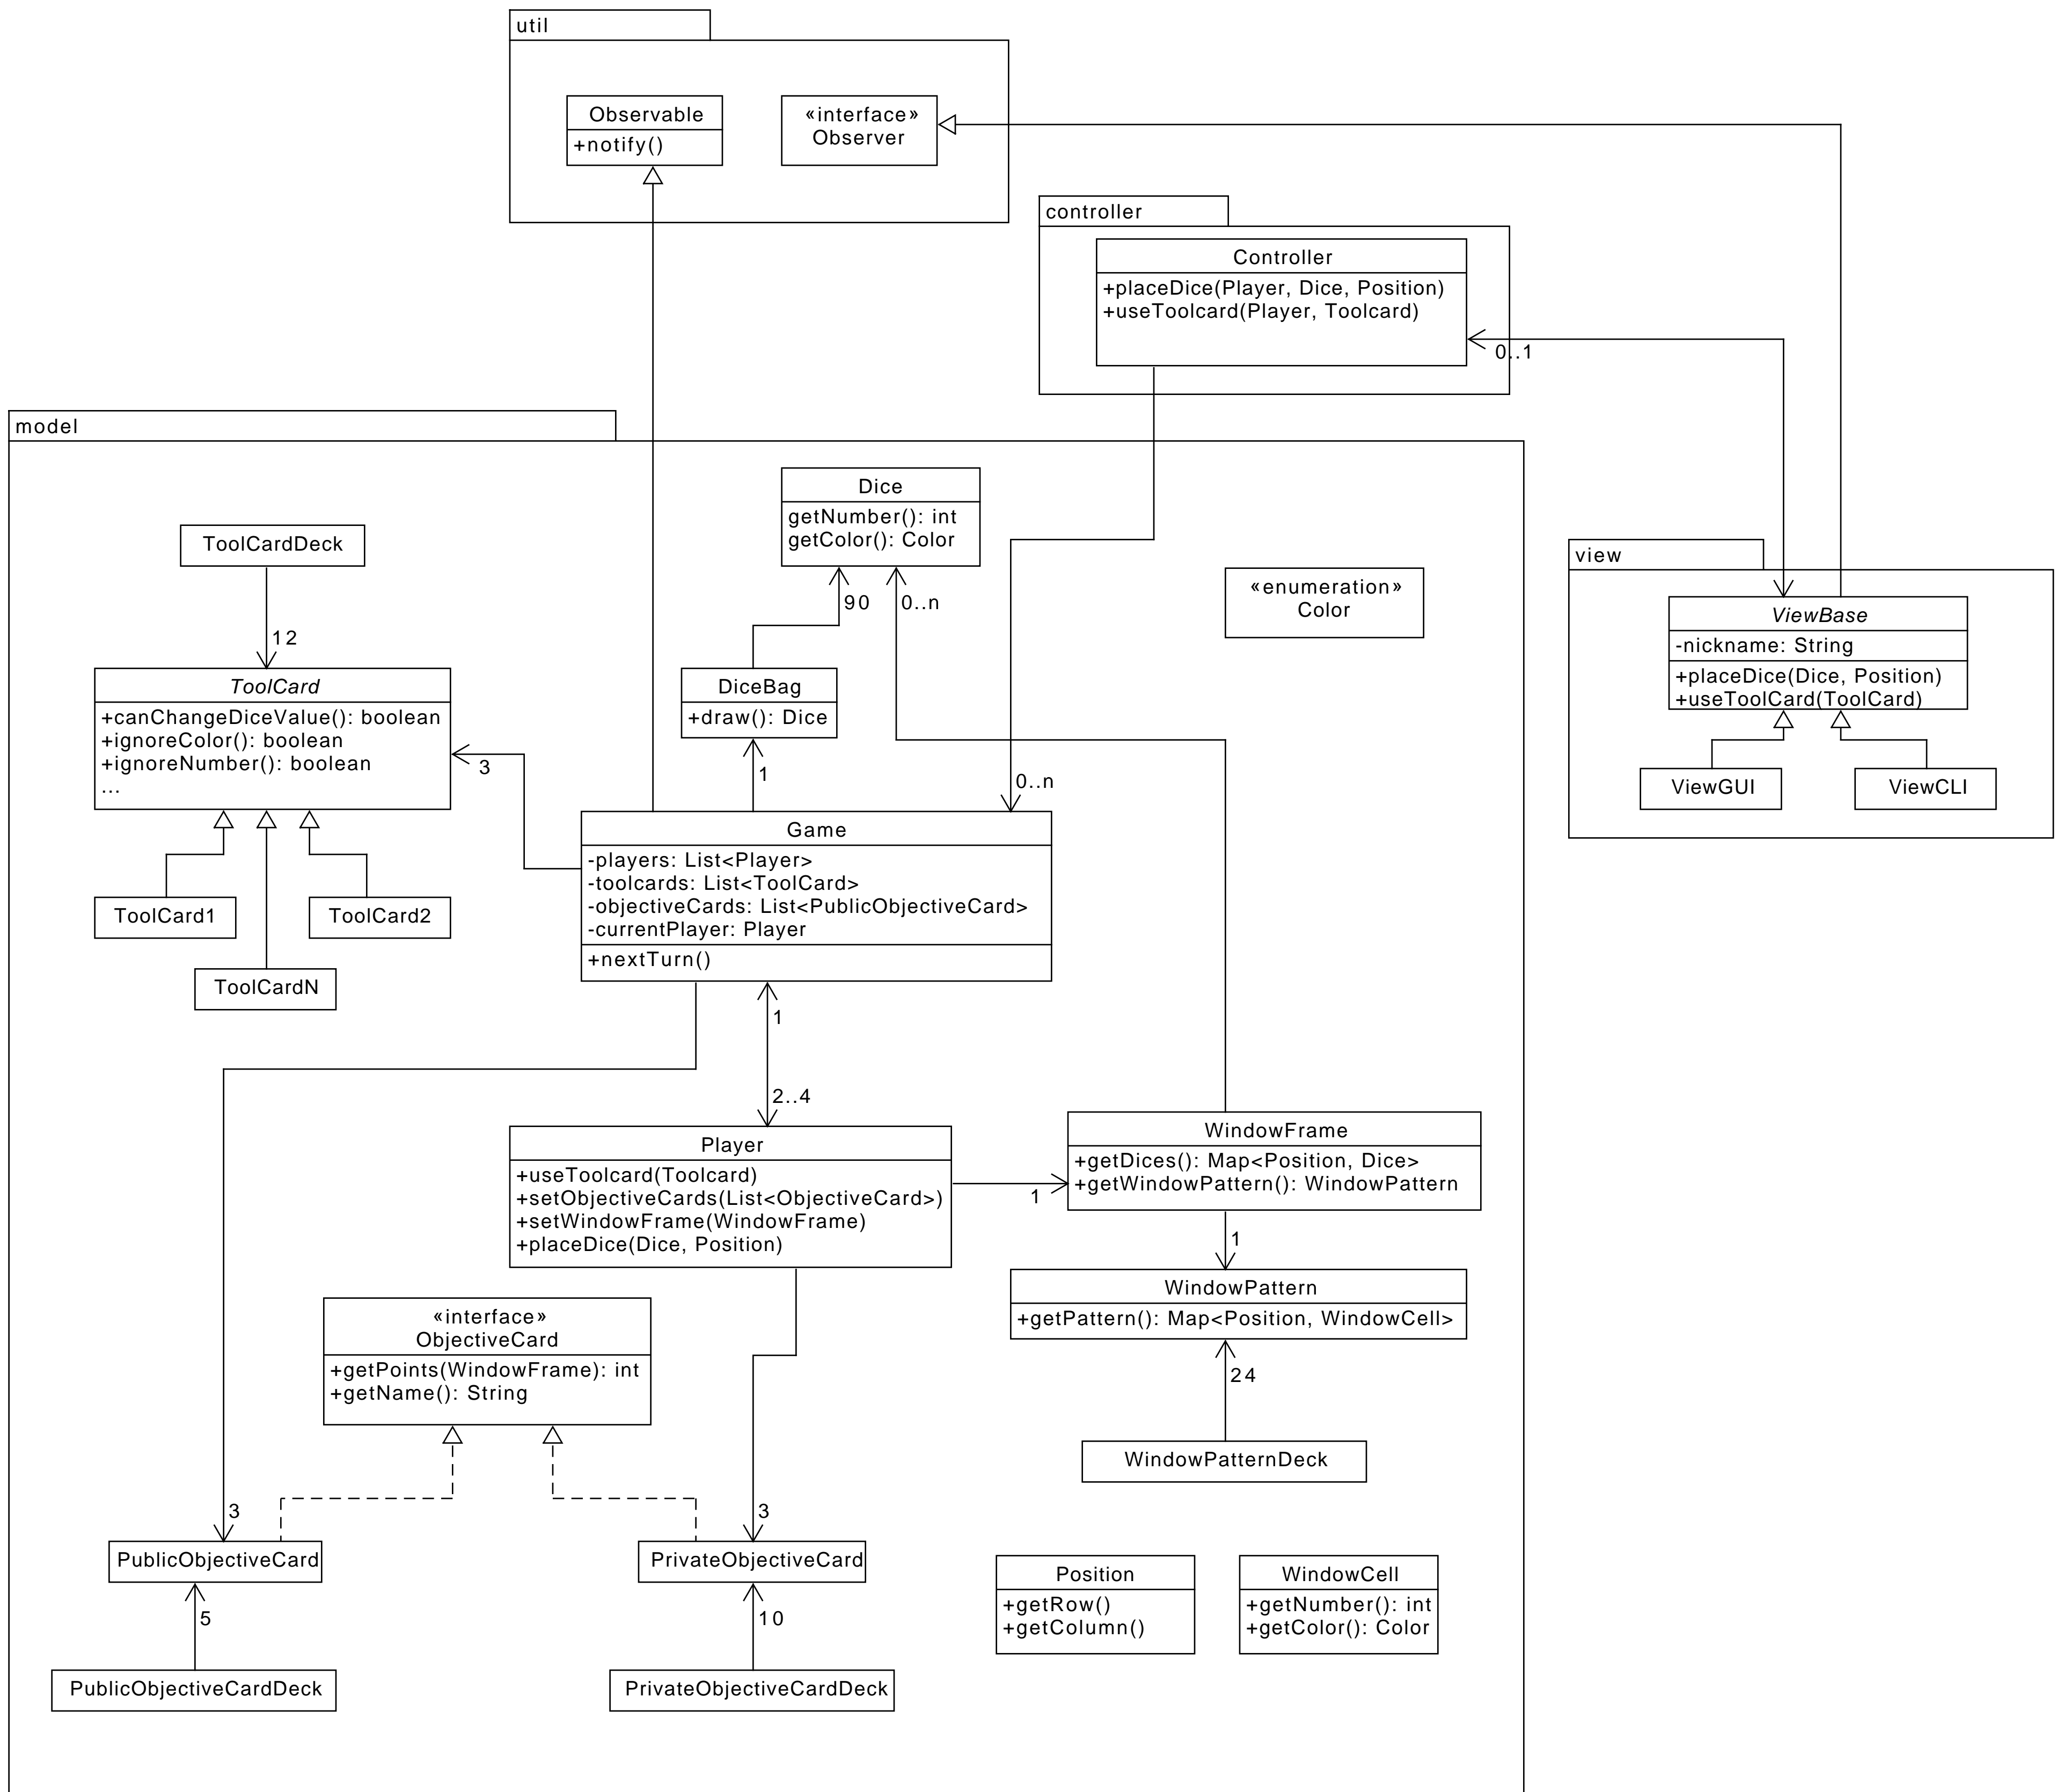 util
Observable
+notify()
«interface»
Observer
controller
Controller
+placeDice(Player, Dice, Position)
+useToolcard(Player, Toolcard)
0..1
model
Dice
getNumber(): int
getColor(): Color
ToolCardDeck
12
90
0..n
«enumeration»
Color
view
ViewBase
-nickname: String
+placeDice(Dice, Position)
+useToolCard(ToolCard)
ViewGUI
ViewCLI
ToolCard
+canChangeDiceValue(): boolean
+ignoreColor(): boolean
+ignoreNumber(): boolean
...
3
DiceBag
+draw(): Dice
1
0..n
ToolCard1
ToolCard2
ToolCardN
Game
-players: List<Player>
-toolcards: List<ToolCard>
-objectiveCards: List<PublicObjectiveCard>
-currentPlayer: Player
+nextTurn()
1
2..4
Player
+useToolcard(Toolcard)
+setObjectiveCards(List<ObjectiveCard>)
+setWindowFrame(WindowFrame)
+placeDice(Dice, Position)
1
WindowFrame
+getDices(): Map<Position, Dice>
+getWindowPattern(): WindowPattern
1
WindowPattern
+getPattern(): Map<Position, WindowCell>
24
WindowPatternDeck
«interface»
ObjectiveCard
+getPoints(WindowFrame): int
+getName(): String
3
3
PublicObjectiveCard
PrivateObjectiveCard
5
10
PublicObjectiveCardDeck
PrivateObjectiveCardDeck
Position
+getRow()
+getColumn()
WindowCell
+getNumber(): int
+getColor(): Color